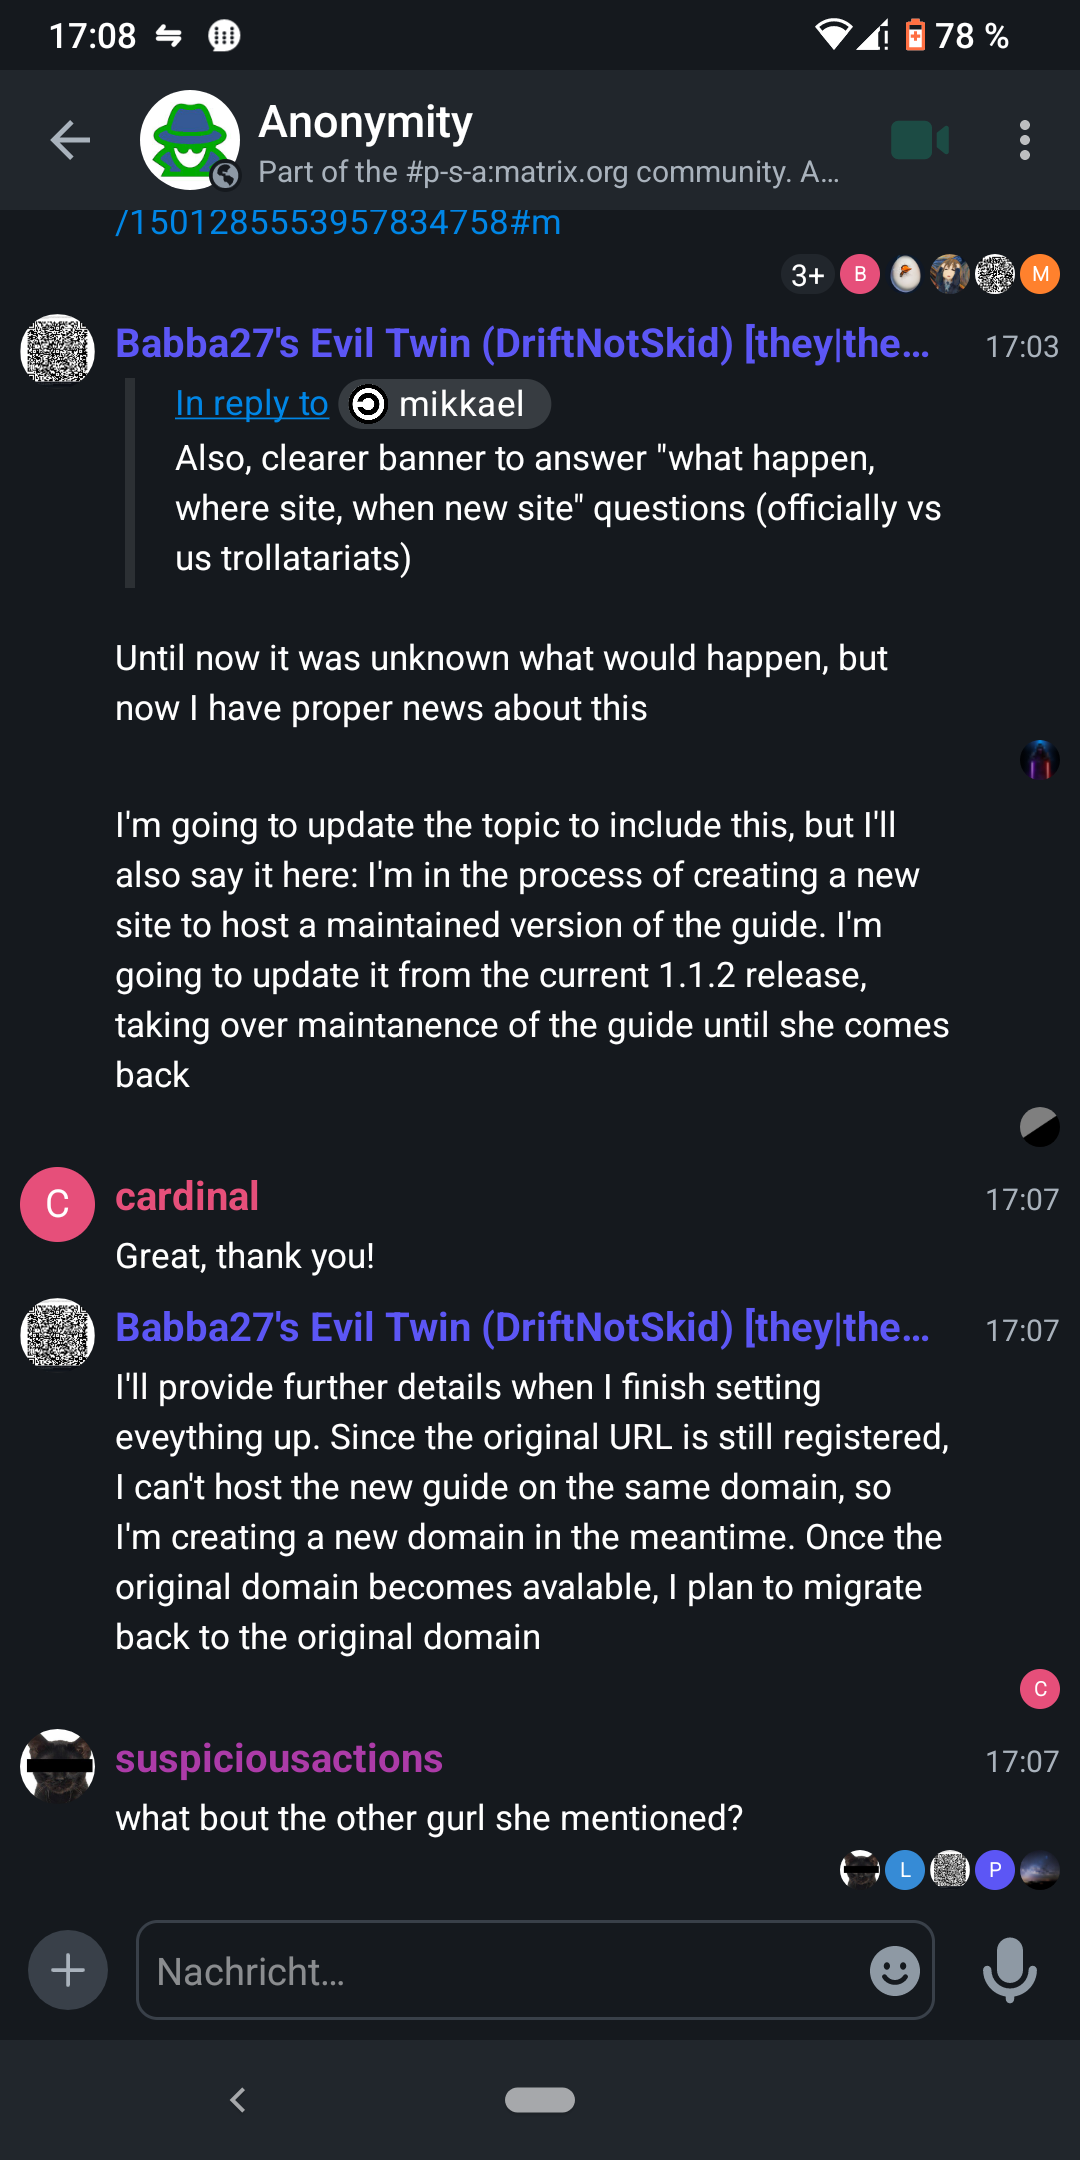 17:08
78 %
Anonymity
Part of the #p-s-a:matrix.org community. A…
/1501285553957834758#m
3+ B M
Babba27's Evil Twin (DriftNotSkid) [they|the… 17:03
In reply to mikkael
Also, clearer banner to answer "what happen,
where site, when new site" questions (officially vs
us trollatariats)
Until now it was unknown what would happen, but
now I have proper news about this
I'm going to update the topic to include this, but I'll
also say it here: I'm in the process of creating a new
site to host a maintained version of the guide. I'm
going to update it from the current 1.1.2 release,
taking over maintanence of the guide until she comes
back
C cardinal 17:07
Great, thank you!
Babba27's Evil Twin (DriftNotSkid) [they|the… 17:07
I'll provide further details when I finish setting
eveything up. Since the original URL is still registered,
I can't host the new guide on the same domain, so
I'm creating a new domain in the meantime. Once the
original domain becomes avalable, I plan to migrate
back to the original domain
C
suspiciousactions 17:07
what bout the other gurl she mentioned?
L P
Nachricht…